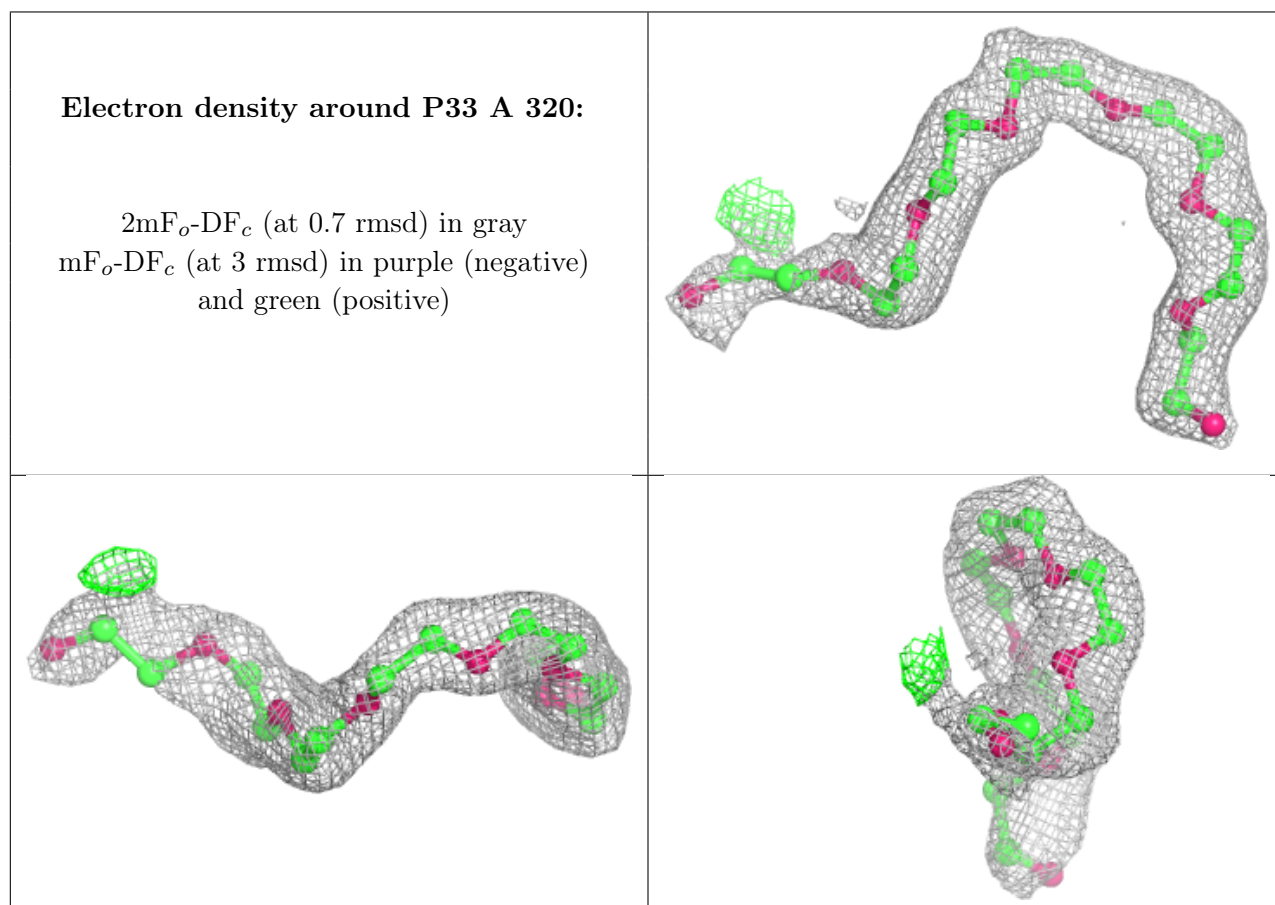 Electron density around P33 A 320:
2mFo-DFc (at 0.7 rmsd) in gray
mFo-DFc (at 3 rmsd) in purple (negative)
and green (positive)